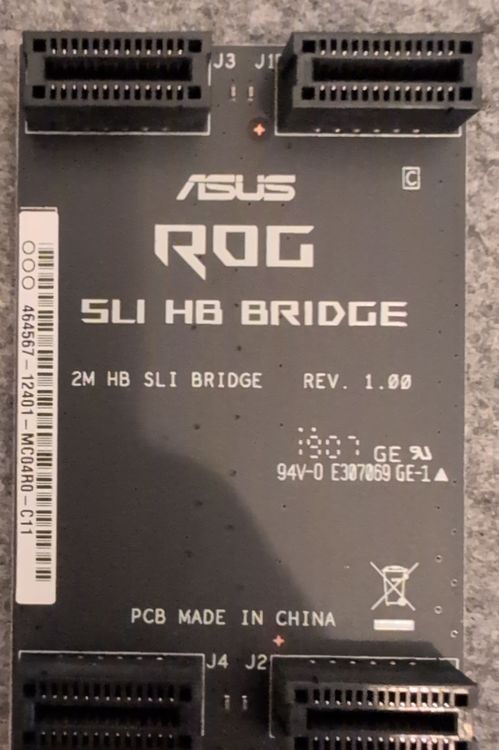 J3 J1
ASUS
C
ROG
SLI HB BRIDGE
2M HB SLI BRIDGE REV. 1.00
1907 GE
94V-0 E307069 GE-1
464567-12401-MC04R0-C11
PCB MADE IN CHINA
J4 J2